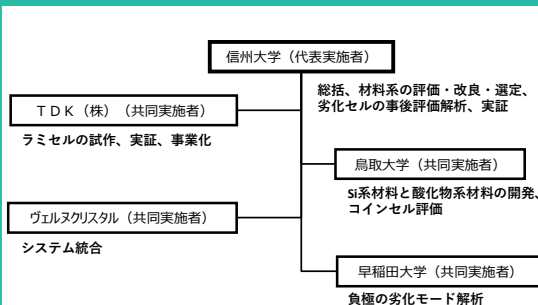 信州大学（代表実施者）
総括、材料系の評価・改良・選定、
劣化セルの事後評価解析、実証
ＴＤＫ（株）（共同実施者）
ラミセルの試作、実証、事業化
鳥取大学（共同実施者）
Si系材料と酸化物系材料の開発、
コインセル評価
ヴェルヌクリスタル（共同実施者）
システム統合
早稲田大学（共同実施者）
負極の劣化モード解析